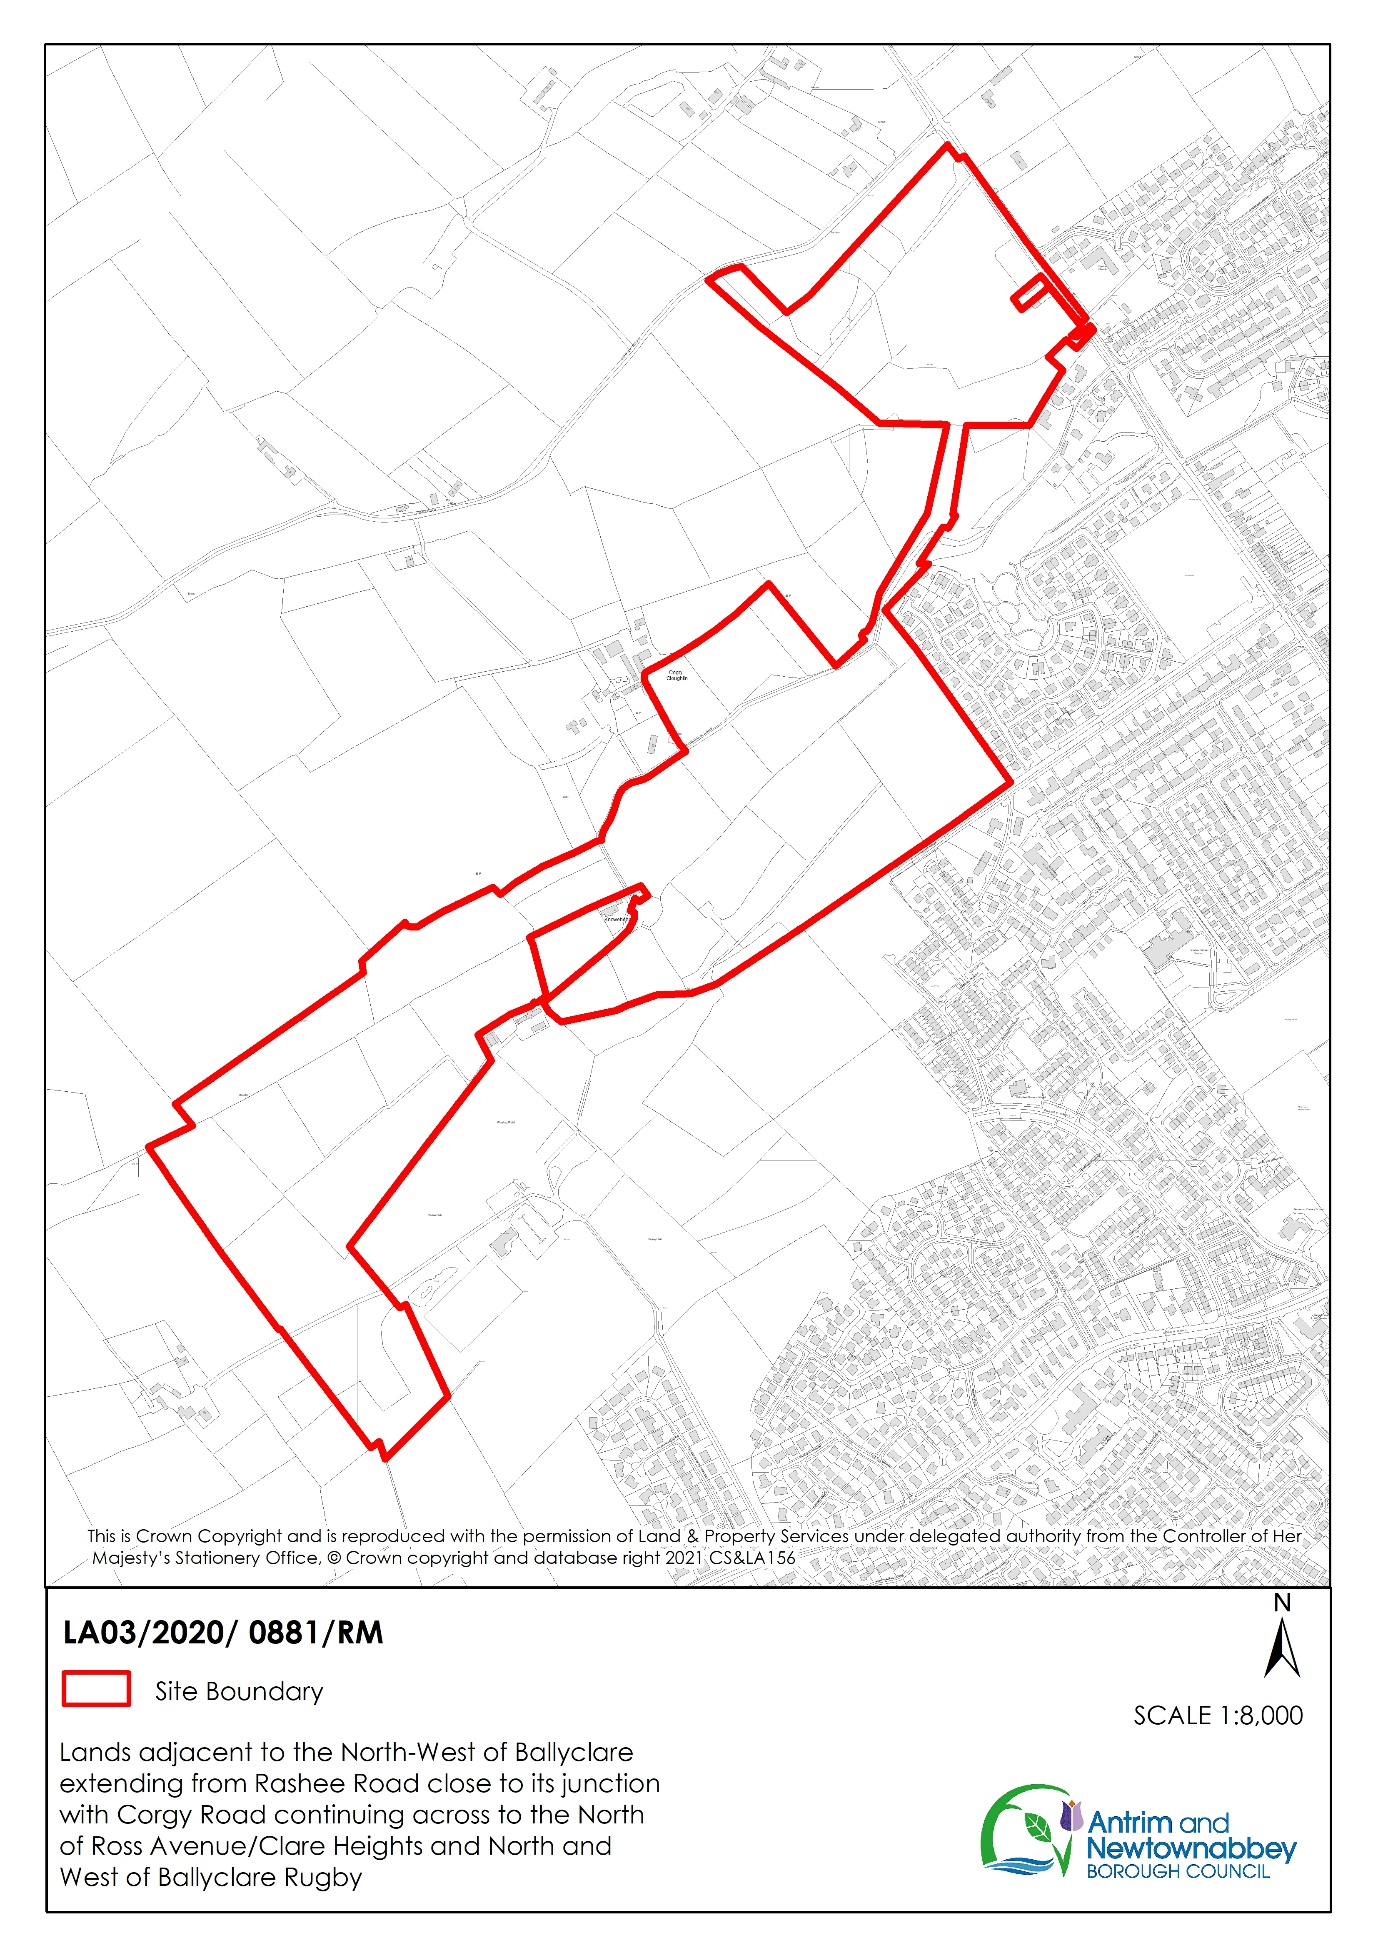 Cogry
Cloughlin
This is Crown Copyright and is reproduced with the permission of Land & Property Services under delegated authority from the Controller of Her
Majesty's Stationery Office, © Crown copyright and database right 2021 CS&LA156
LA03/2020/ 0881/RM
Site Boundary
Lands adjacent to the North-West of Ballyclare
extending from Rashee Road close to its junction
with Corgy Road continuing across to the North
of Ross Avenue/Clare Heights and North and
West of Ballyclare Rugby
N
SCALE 1:8,000
Antrim and
Newtownabbey
BOROUGH COUNCIL